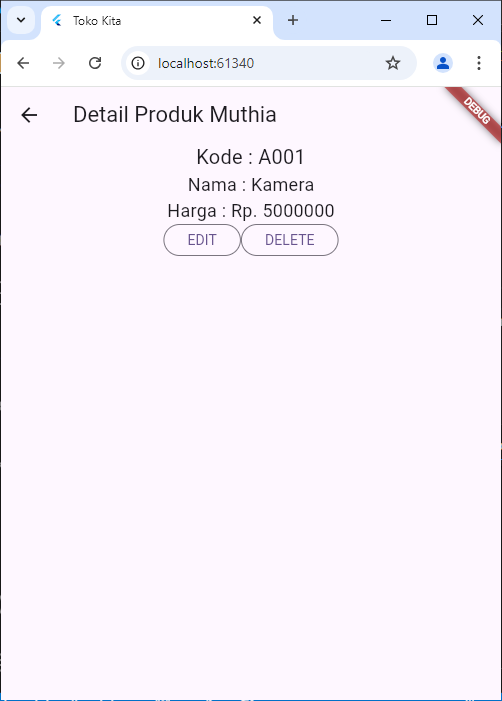 Toko Kita
localhost:61340
Detail Produk Muthia
DEBUG
Kode : A001
Nama : Kamera
Harga : Rp. 5000000
EDIT DELETE